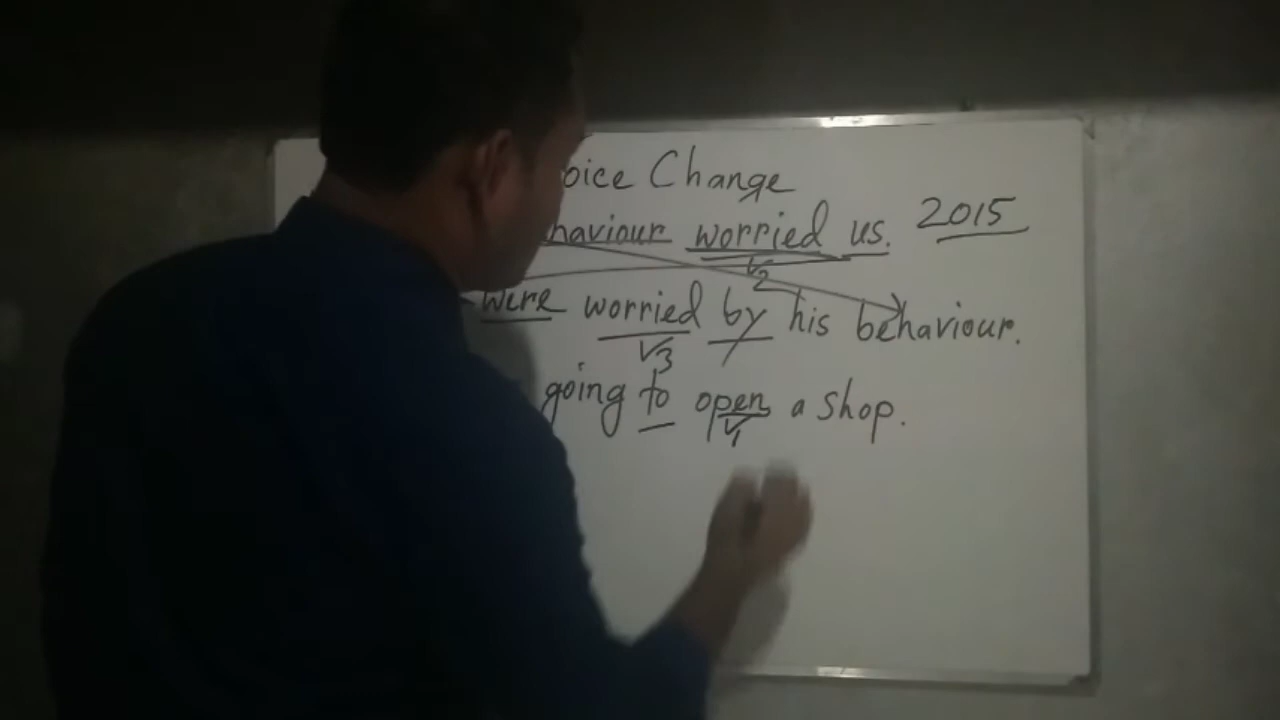 oice Change
haviour worried us. 2015
V2
were worried by his behaviour.
V3
going to open a shop.
V1